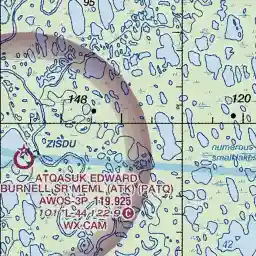 95
148
120
ZISDU
numerous
small lakes
ATQASUK EDWARD
BURNELL SR MEML (ATK) (PATQ)
AWOS-3P 119.925
101 L-44 122.9 C
WX CAM
42